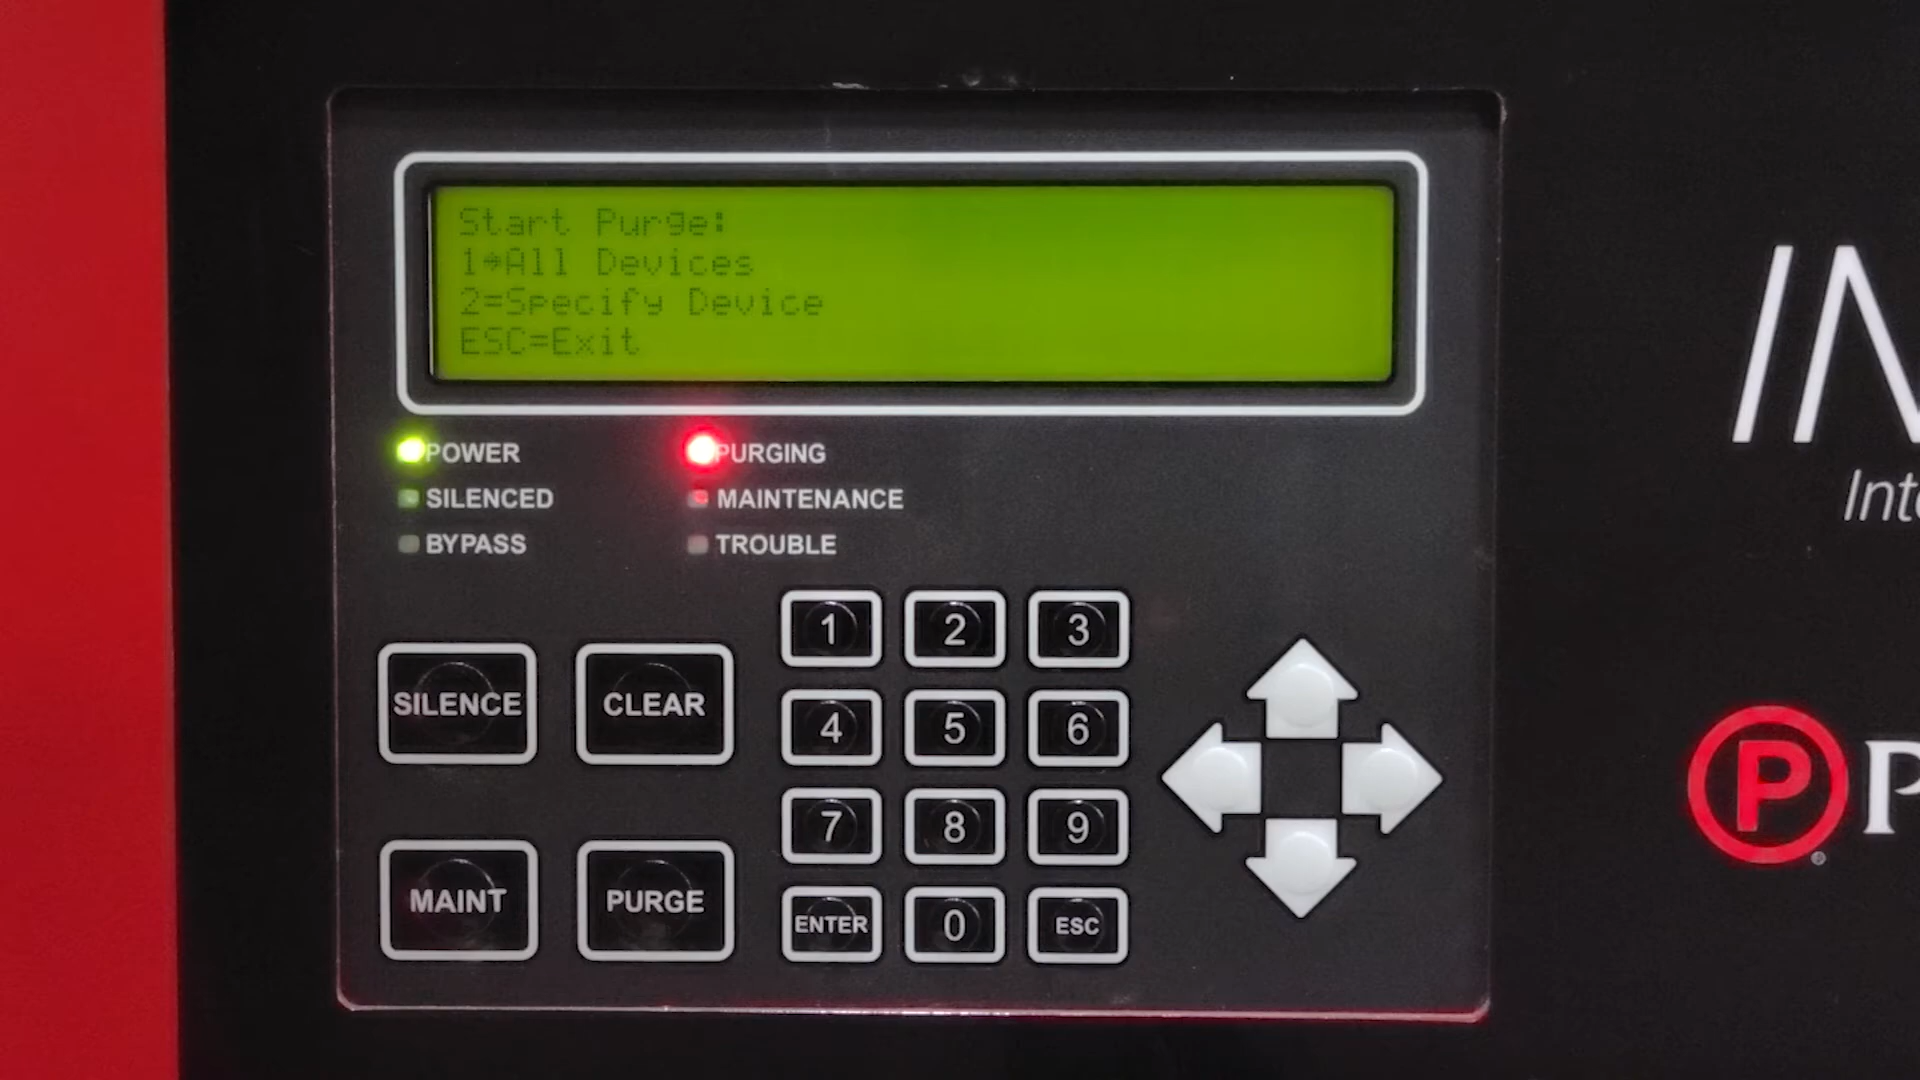 Start Purge:
1→All Devices
2=Specify Device
ESC=Exit
POWER
PURGING
SILENCED
MAINTENANCE
BYPASS
TROUBLE
SILENCE
CLEAR
MAINT
PURGE
1 2 3
4 5 6
7 8 9
ENTER 0 ESC
P
®